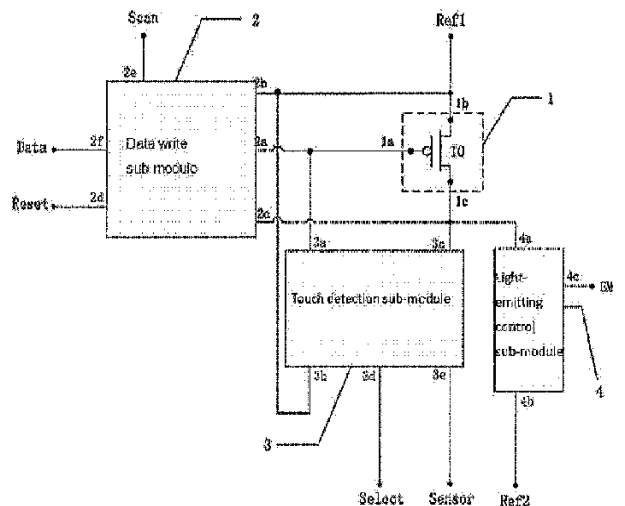 Scan
2
Ref1
2e
2b
1b
1
Data
2f
Data write
sub module
2a
1a
T0
Reset
2d
1c
2c
3a
3c
4a
Touch detection sub-module
Light-
emitting
control
sub-module
4c
EM
3b
3d
3e
4b
4
3
Select
Sensor
Ref2